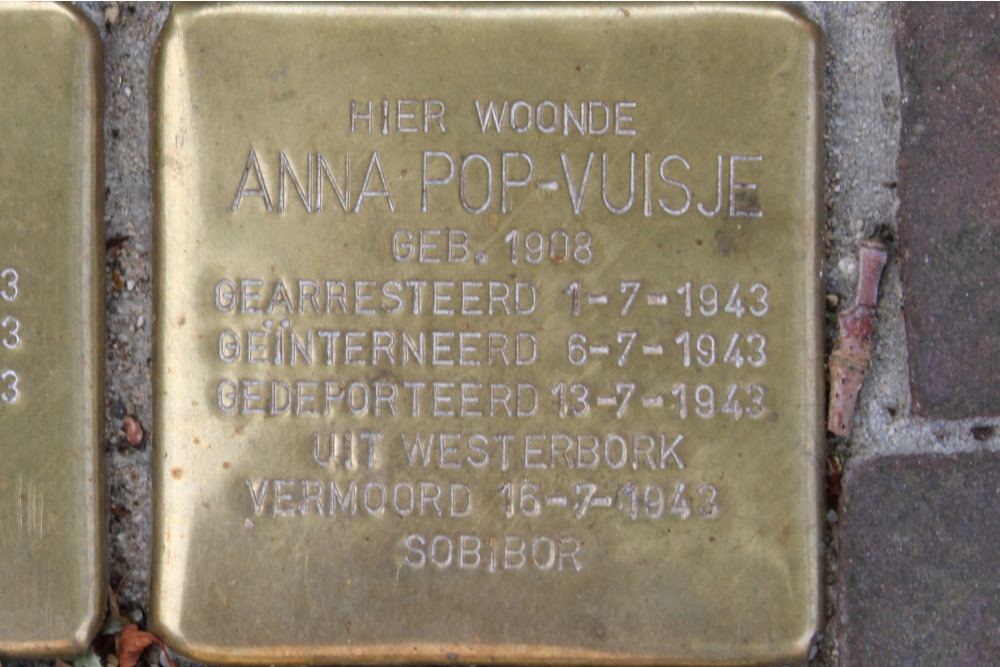 HIER WOONDE
ANNA POP-VUISJE
GEB. 1908
GEARRESTEERD 1-7-1943
GEÏNTERNEERD 6-7-1943
GEDEPORTEERD 13-7-1943
UIT WESTERBORK
VERMOORD 16-7-1943
SOBIBOR
3
3
3